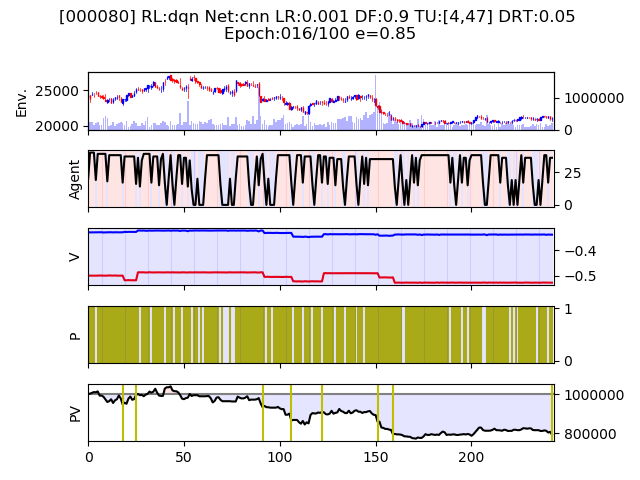 [000080] RL:dqn Net:cnn LR:0.001 DF:0.9 TU:[4,47] DRT:0.05
Epoch:016/100 e=0.85
Env.
25000
20000
1000000
0
Agent
25
0
V
−0.4
−0.5
P
1
0
PV
1000000
800000
0 50 100 150 200